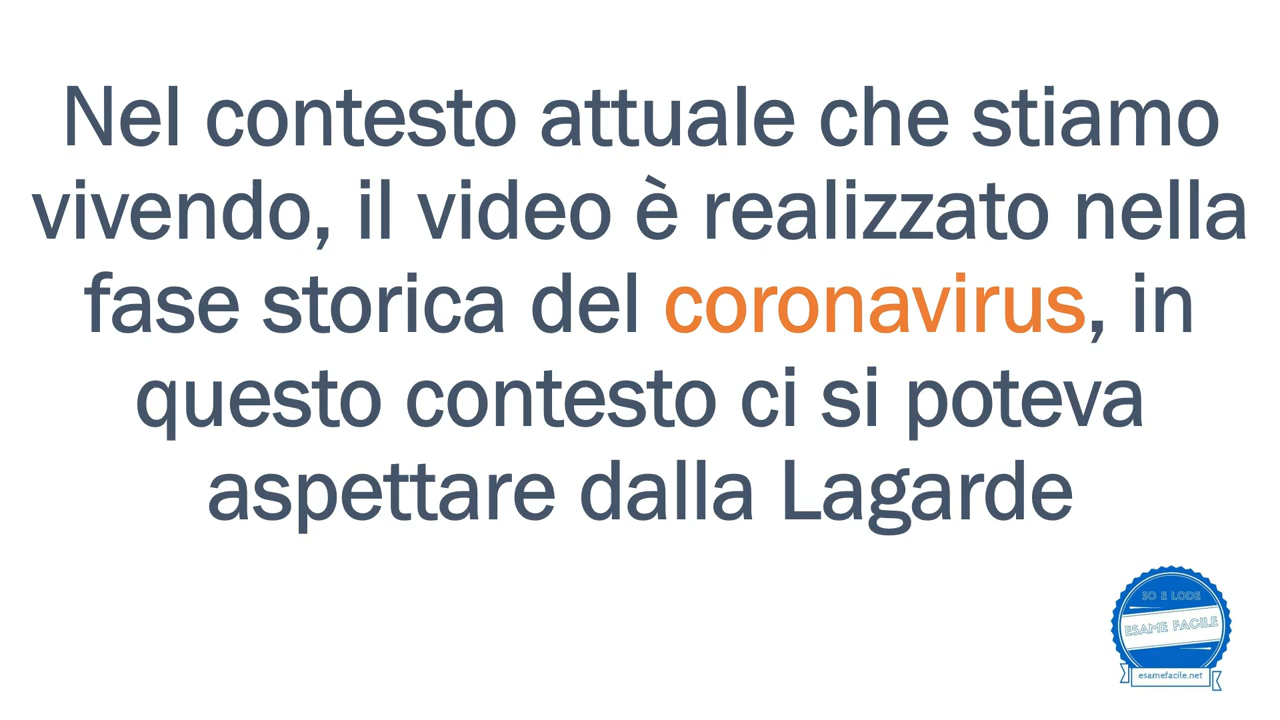 Nel contesto attuale che stiamo
vivendo, il video è realizzato nella
fase storica del coronavirus, in
questo contesto ci si poteva
aspettare dalla Lagarde
30 E LODE
ESAME FACILE
esamefacile.net